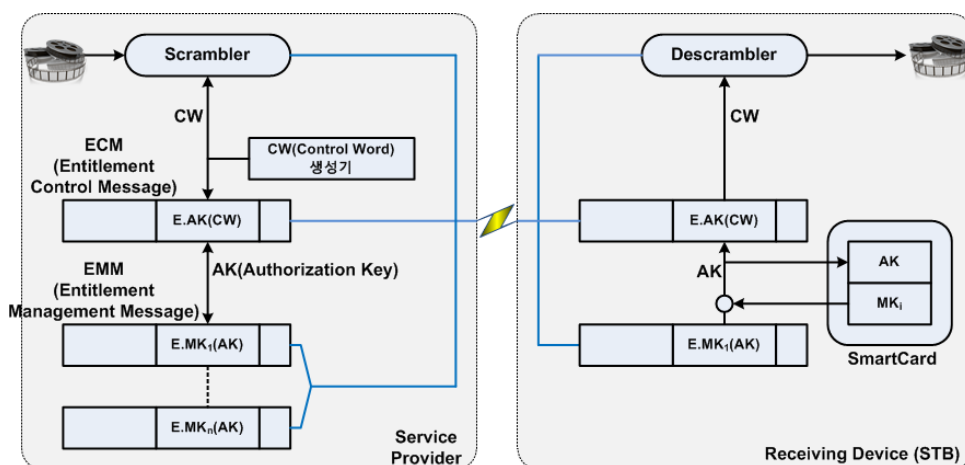 Scrambler
CW
CW(Control Word)
생성기
ECM
(Entitlement
Control Message)
E.AK(CW)
AK(Authorization Key)
EMM
(Entitlement
Management Message)
E.MK₁(AK)
E.MKₙ(AK)
Service
Provider
Descrambler
CW
E.AK(CW)
AK
AK
MKᵢ
E.MK₁(AK)
SmartCard
Receiving Device (STB)